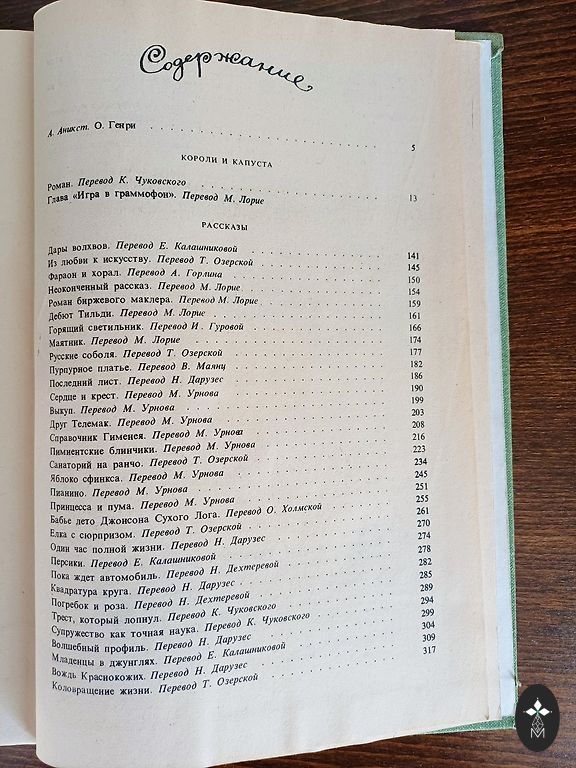 Содержание
А. Аникст. О. Генри 5
КОРОЛИ И КАПУСТА
Роман. Перевод К. Чуковского 13
Глава «Игра в граммофон». Перевод М. Лорие
РАССКАЗЫ
Дары волхвов. Перевод Е. Калашниковой 141
Из любви к искусству. Перевод Т. Озерской 145
Фараон и хорал. Перевод А. Горлина 150
Неоконченный рассказ. Перевод М. Лорие 154
Роман биржевого маклера. Перевод М. Лорие 159
Дебют Тильди. Перевод М. Лорие 161
Горящий светильник. Перевод И. Гуровой 166
Маятник. Перевод М. Лорие 174
Русские соболя. Перевод Т. Озерской 177
Пурпурное платье. Перевод В. Маянц 182
Последний лист. Перевод Н. Дарузес 186
Сердце и крест. Перевод М. Урнова 190
Выкуп. Перевод М. Урнова 199
Друг Телемак. Перевод М. Урнова 203
Справочник Гименея. Перевод М. Урнова 208
Пимиентские блинчики. Перевод М. Урнова 216
Санаторий на ранчо. Перевод Т. Озерской 223
Яблоко сфинкса. Перевод М. Урнова 234
Пианино. Перевод М. Урнова 245
Принцесса и пума. Перевод М. Урнова 251
Бабье лето Джонсона Сухого Лога. Перевод О. Холмской 255
Елка с сюрпризом. Перевод Т. Озерской 261
Один час полной жизни. Перевод Н. Дарузес 270
Персики. Перевод Е. Калашниковой 274
Пока ждет автомобиль. Перевод Н. Дехтеревой 278
Квадратура круга. Перевод Н. Дарузес 282
Погребок и роза. Перевод Н. Дехтеревой 285
Трест, который лопнул. Перевод К. Чуковского 289
Супружество как точная наука. Перевод К. Чуковского 294
Волшебный профиль. Перевод Н. Дарузес 299
Младенцы в джунглях. Перевод Е. Калашниковой 304
Вождь Краснокожих. Перевод Н. Дарузес 309
Коловращение жизни. Перевод Т. Озерской 317
М